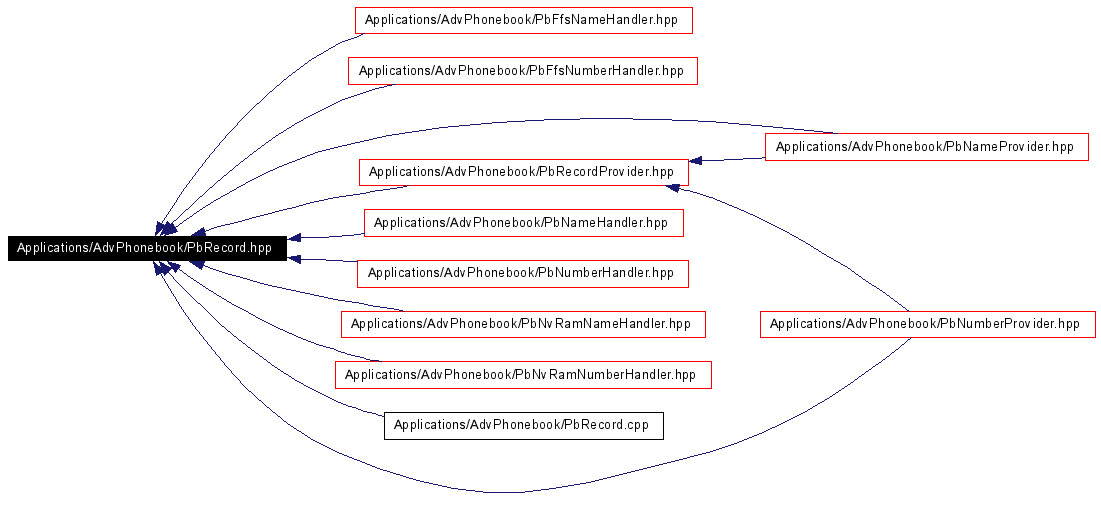 Applications/AdvPhonebook/PbFfsNameHandler.hpp
Applications/AdvPhonebook/PbFfsNumberHandler.hpp
Applications/AdvPhonebook/PbNameProvider.hpp
Applications/AdvPhonebook/PbRecordProvider.hpp
Applications/AdvPhonebook/PbNameHandler.hpp
Applications/AdvPhonebook/PbRecord.hpp
Applications/AdvPhonebook/PbNumberHandler.hpp
Applications/AdvPhonebook/PbNvRamNameHandler.hpp
Applications/AdvPhonebook/PbNumberProvider.hpp
Applications/AdvPhonebook/PbNvRamNumberHandler.hpp
Applications/AdvPhonebook/PbRecord.cpp